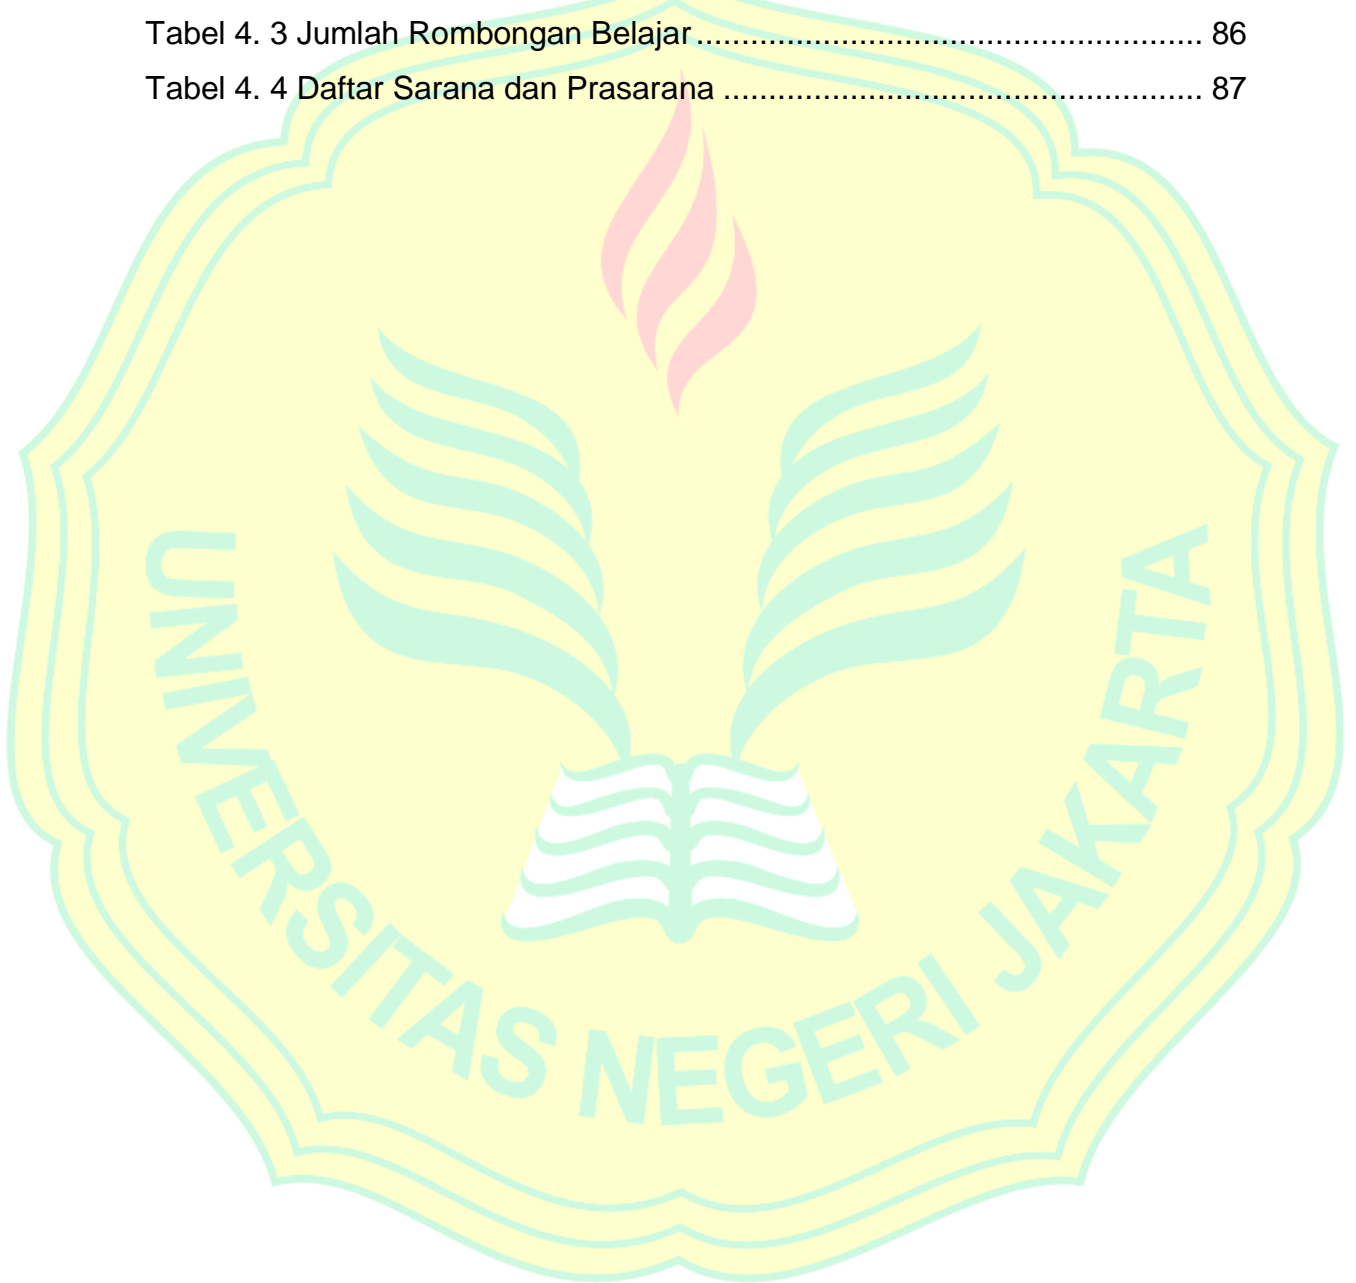 Tabel 4. 3 Jumlah Rombongan Belajar........................................................ 86
Tabel 4. 4 Daftar Sarana dan Prasarana ..................................................... 87
UNIVERSITAS NEGERI JAKARTA